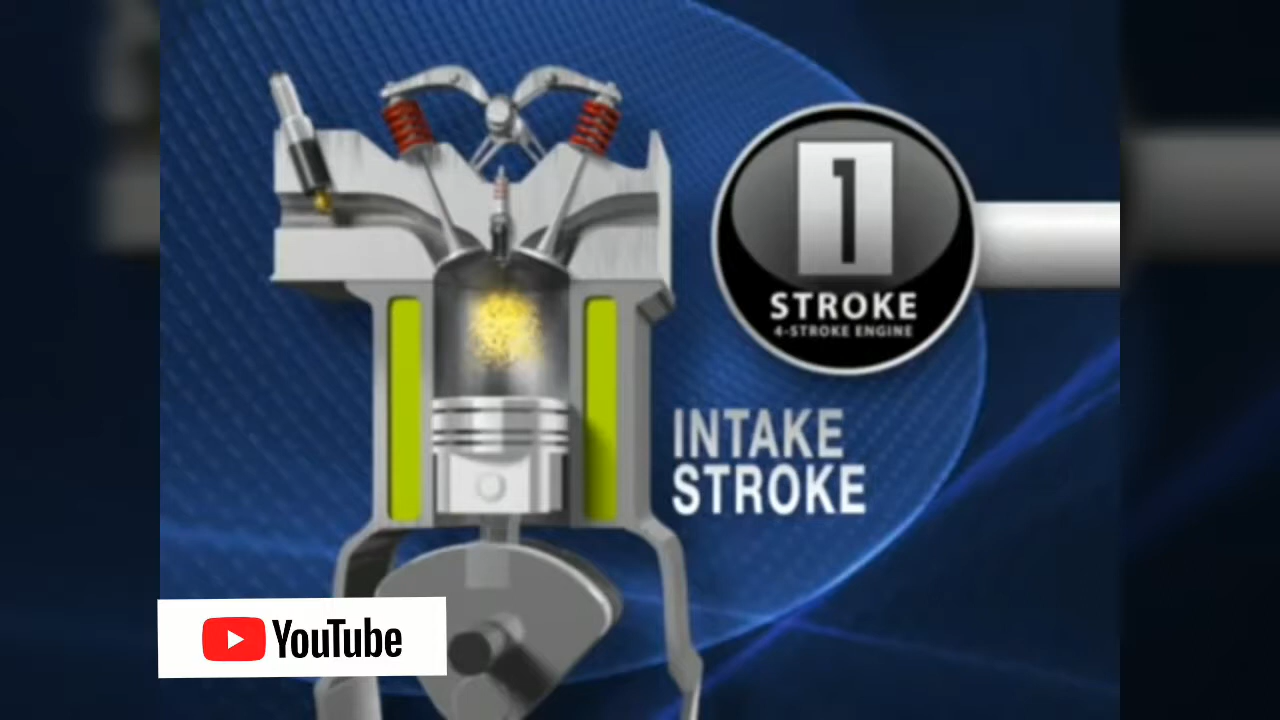 1
STROKE
4-STROKE ENGINE
INTAKE
STROKE
YouTube